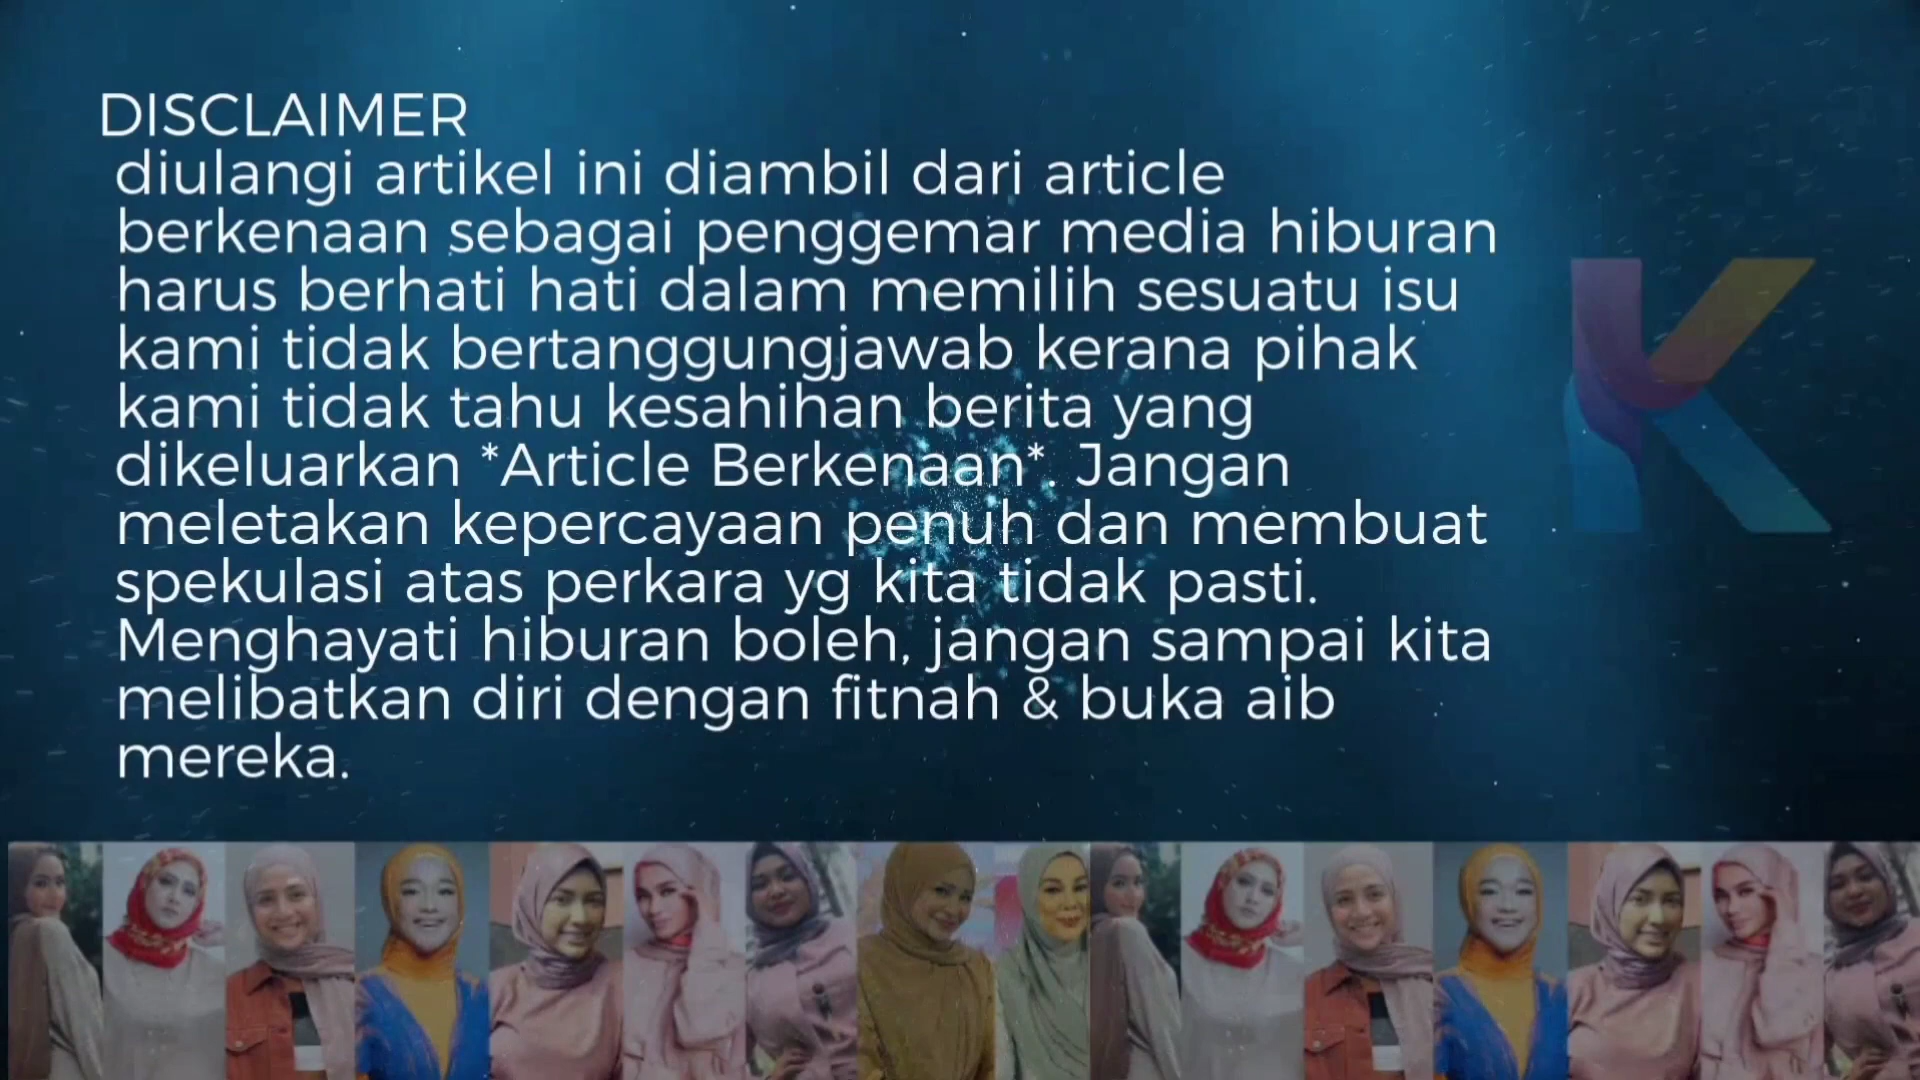 DISCLAIMER
diulangi artikel ini diambil dari article
berkenaan sebagai penggemar media hiburan
harus berhati hati dalam memilih sesuatu isu
kami tidak bertanggungjawab kerana pihak
kami tidak tahu kesahihan berita yang
dikeluarkan *Article Berkenaan*. Jangan
meletakan kepercayaan penuh dan membuat
spekulasi atas perkara yg kita tidak pasti.
Menghayati hiburan boleh, jangan sampai kita
melibatkan diri dengan fitnah & buka aib
mereka.
K